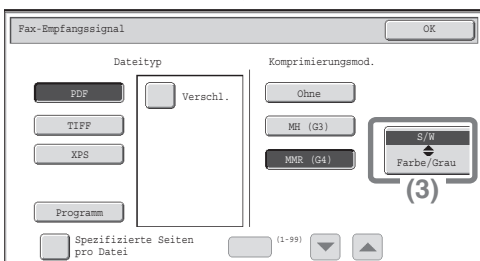 Fax-Empfangssignal
OK
Dateityp
Komprimierungsmod.
PDF
Verschl.
Ohne
TIFF
MH (G3)
S/W
XPS
MMR (G4)
Farbe/Grau
(3)
Programm
Spezifizierte Seiten
pro Datei
(1-99)